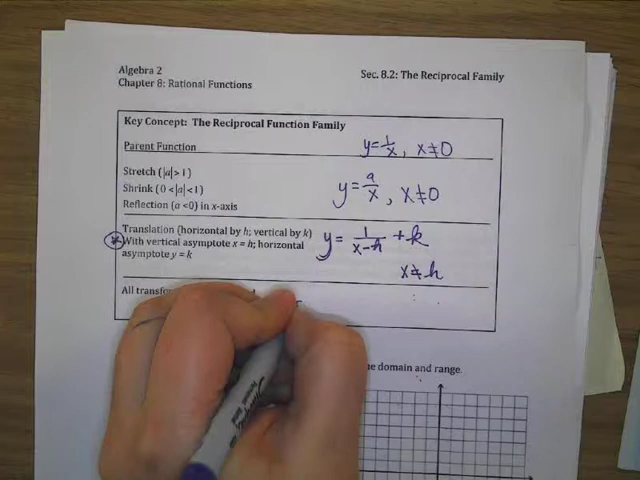 Algebra 2
Sec. 8.2: The Reciprocal Family
Chapter 8: Rational Functions
Key Concept: The Reciprocal Function Family
Parent Function y = 1/x, x ≠ 0
Stretch (|a| > 1)
Shrink (0 <|a| < 1) y = a/x, x ≠ 0
Reflection (a <0) in x-axis
Translation (horizontal by h; vertical by k)
With vertical asymptote x = h; horizontal y = 1/(x-h) + k
asymptote y = k
x ≠ h
All
domain and range.